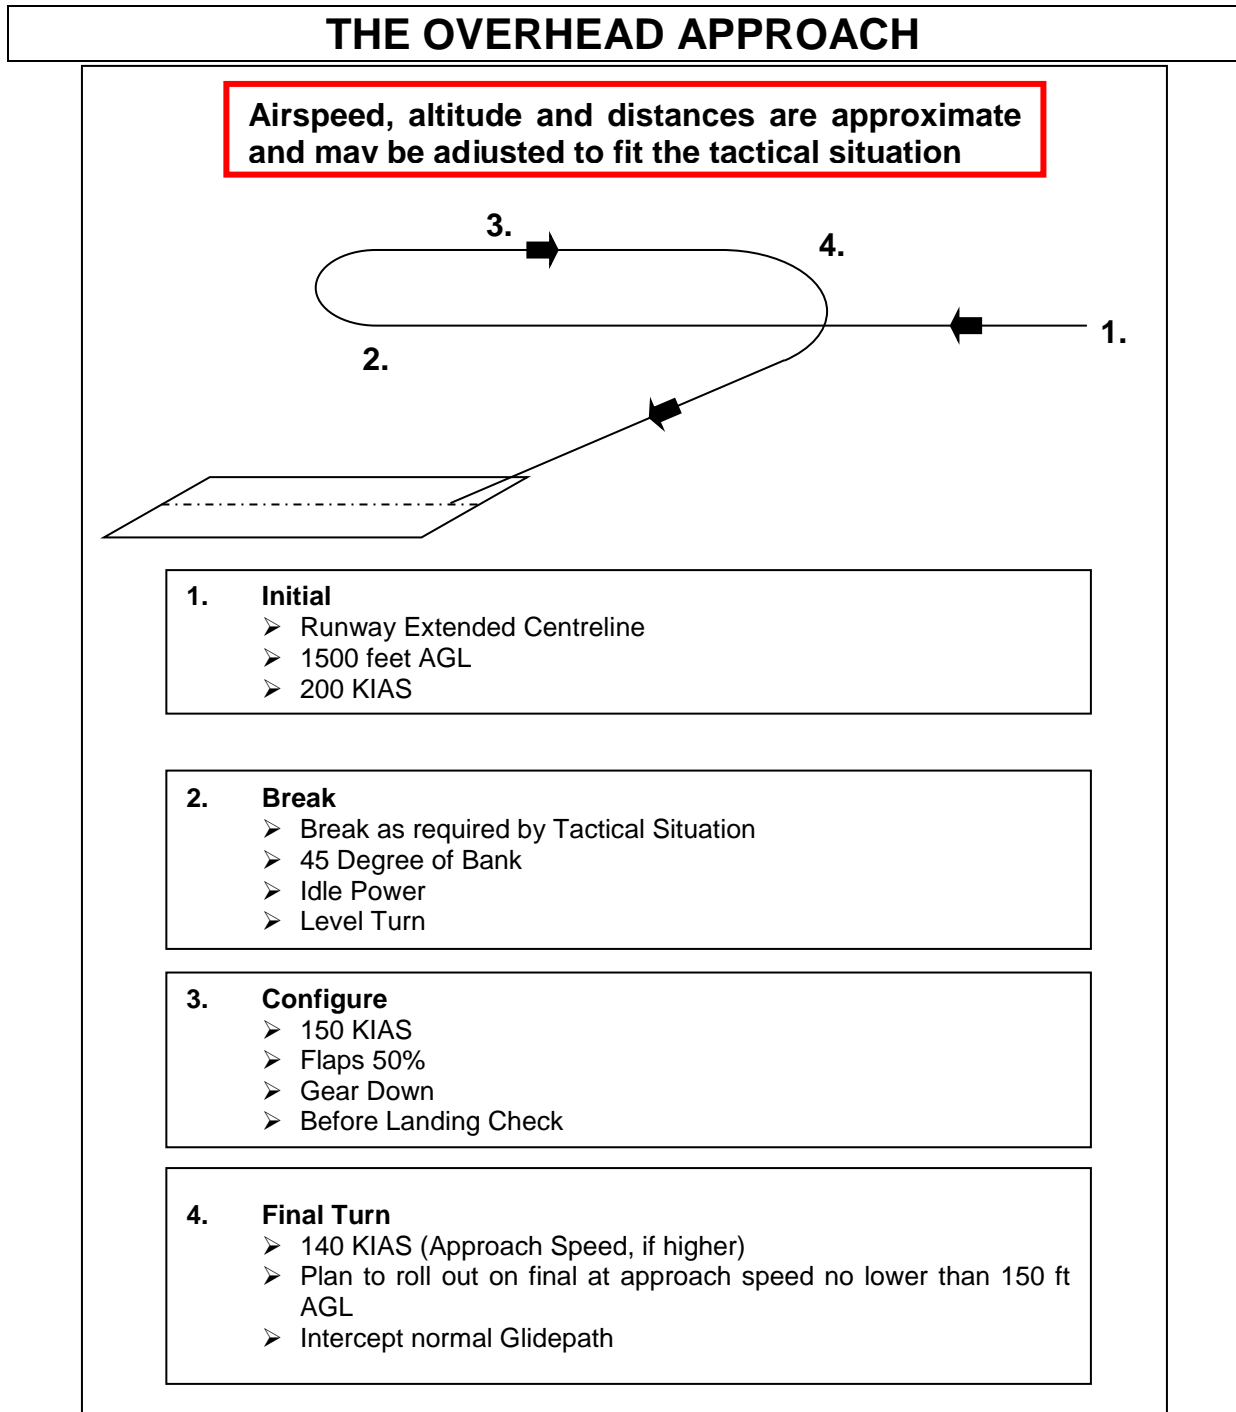 THE OVERHEAD APPROACH
Airspeed, altitude and distances are approximate
and may be adjusted to fit the tactical situation
3.
4.
1.
2.
1. Initial
➢ Runway Extended Centreline
➢ 1500 feet AGL
➢ 200 KIAS
2. Break
➢ Break as required by Tactical Situation
➢ 45 Degree of Bank
➢ Idle Power
➢ Level Turn
3. Configure
➢ 150 KIAS
➢ Flaps 50%
➢ Gear Down
➢ Before Landing Check
4. Final Turn
➢ 140 KIAS (Approach Speed, if higher)
➢ Plan to roll out on final at approach speed no lower than 150 ft
AGL
➢ Intercept normal Glidepath